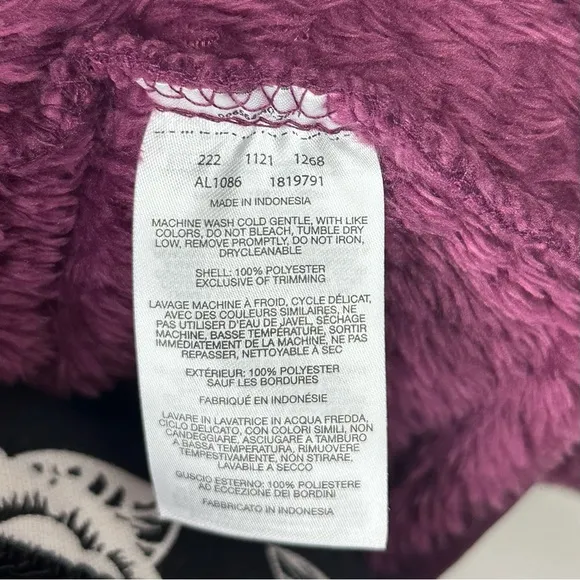 222 1121 1268
AL1086 1819791
MADE IN INDONESIA
MACHINE WASH COLD GENTLE, WITH LIKE
COLORS, DO NOT BLEACH, TUMBLE DRY
LOW, REMOVE PROMPTLY, DO NOT IRON,
DRYCLEANABLE
SHELL: 100% POLYESTER
EXCLUSIVE OF TRIMMING
LAVAGE MACHINE À FROID, CYCLE DÉLICAT,
AVEC DES COULEURS SIMILAIRES, NE
PAS UTILISER D'EAU DE JAVEL, SÉCHAGE
MACHINE, BASSE TEMPÉRATURE, SORTIR
IMMÉDIATEMENT DE LA MACHINE, NE PAS
REPASSER, NETTOYABLE À SEC
EXTÉRIEUR: 100% POLYESTER
SAUF LES BORDURES
FABRIQUÉ EN INDONÉSIE
LAVARE IN LAVATRICE IN ACQUA FREDDA,
CICLO DELICATO, CON COLORI SIMILI, NON
CANDEGGIARE, ASCIUGARE A TAMBURO
A BASSA TEMPERATURA, RIMUOVERE
TEMPESTIVAMENTE, NON STIRARE,
LAVABILE A SECCO
GUSCIO ESTERNO: 100% POLIESTERE
AD ECCEZIONE DEI BORDINI
FABBRICATO IN INDONESIA